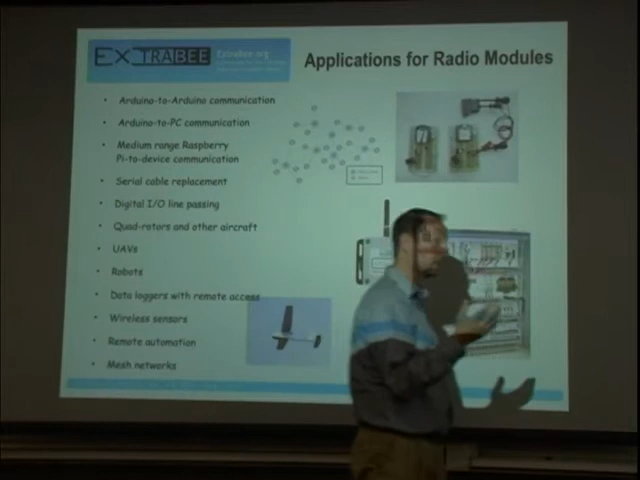 EXTRABEE
Extrabee.org
Applications for Radio Modules
• Arduino-to-Arduino communication
• Arduino-to-PC communication
• Medium range Raspberry
Pi-to-device communication
• Serial cable replacement
• Digital I/O line passing
• Quad-rotors and other aircraft
• UAVs
• Robots
• Data loggers with remote access
• Wireless sensors
• Remote automation
• Mesh networks